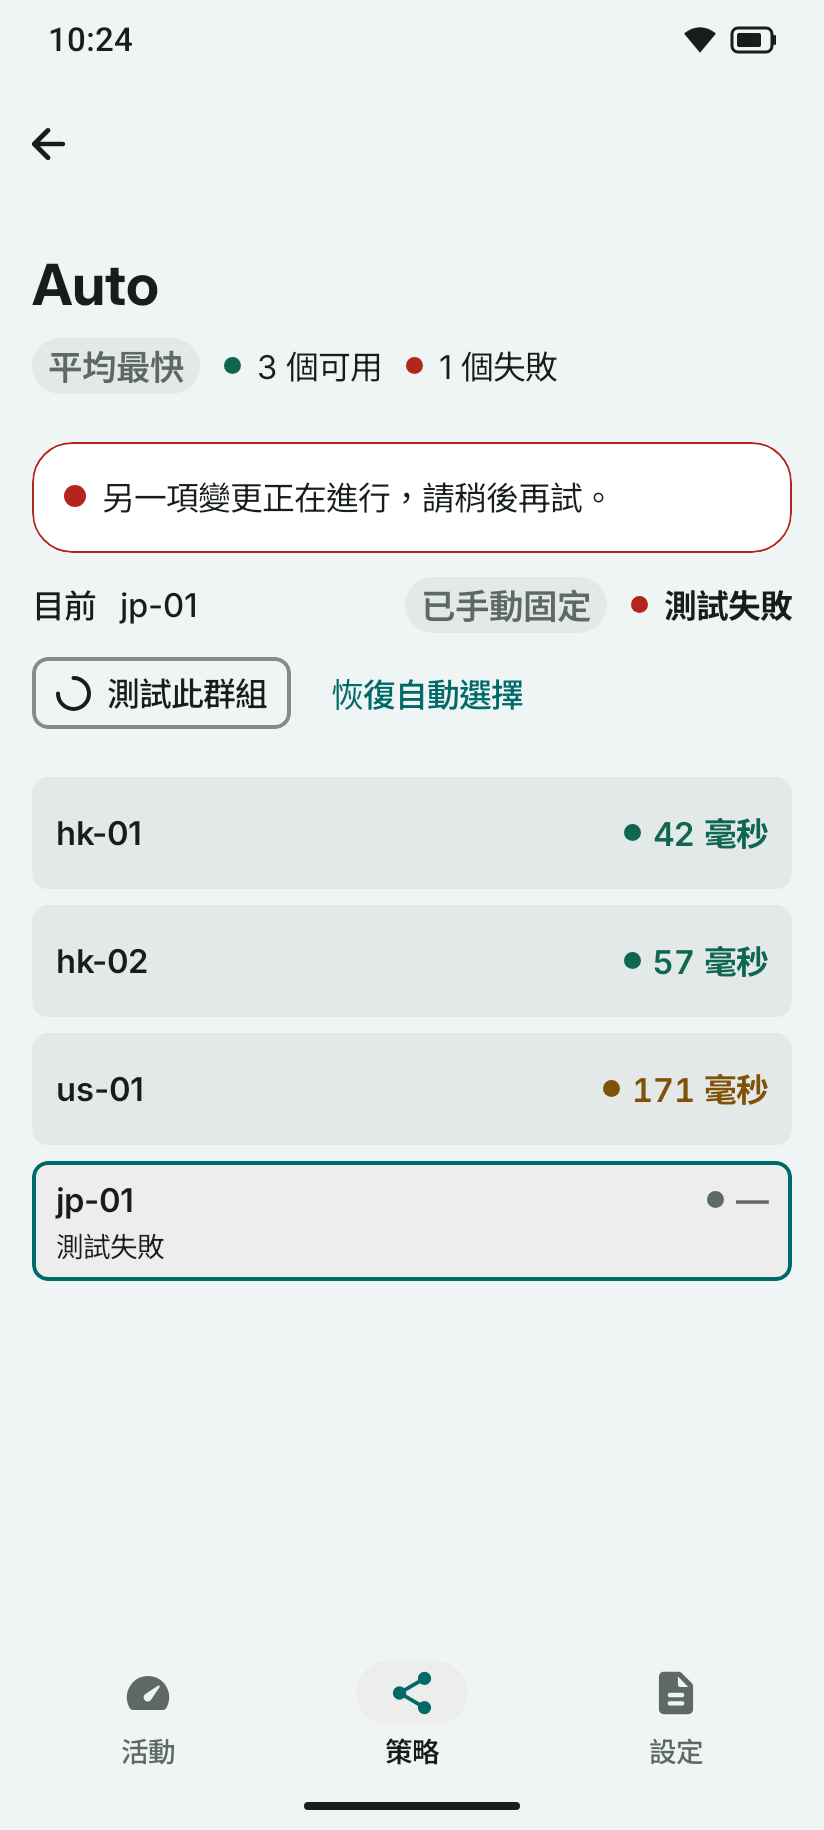 10:24
Auto
平均最快 3 個可用 1 個失敗
另一項變更正在進行，請稍後再試。
目前 jp-01 已手動固定 測試失敗
測試此群組 恢復自動選擇
hk-01 42 毫秒
hk-02 57 毫秒
us-01 171 毫秒
jp-01 —
測試失敗
活動 策略 設定